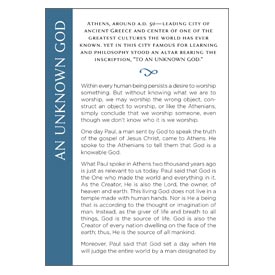 AN UNKNOWN GOD
ATHENS, AROUND A.D. 50—LEADING CITY OF
ANCIENT GREECE AND CENTER OF ONE OF THE
GREATEST CULTURES THE WORLD HAS EVER
KNOWN. YET IN THIS CITY FAMOUS FOR LEARNING
AND PHILOSOPHY STOOD AN ALTAR BEARING THE
INSCRIPTION, "TO AN UNKNOWN GOD."
Within every human being persists a desire to worship
something. But without knowing what we are to
worship, we may worship the wrong object, con-
struct an object to worship, or like the Athenians,
simply conclude that we worship someone, even
though we don't know who it is we worship.
One day Paul, a man sent by God to speak the truth
of the gospel of Jesus Christ, came to Athens. He
spoke to the Athenians to tell them that God is a
knowable God.
What Paul spoke in Athens two thousand years ago
is just as relevant to us today. Paul said that God is
the One who made the world and everything in it.
As the Creator, He is also the Lord, the owner, of
heaven and earth. This living God does not live in a
temple made with human hands. Nor is He a being
that is according to the thought or imagination of
man. Instead, as the giver of life and breath to all
things, God is the source of life. God is also the
Creator of every nation dwelling on the face of the
earth; thus, He is the source of all mankind.
Moreover, Paul said that God set a day, when He
will judge the entire world by a man designated by